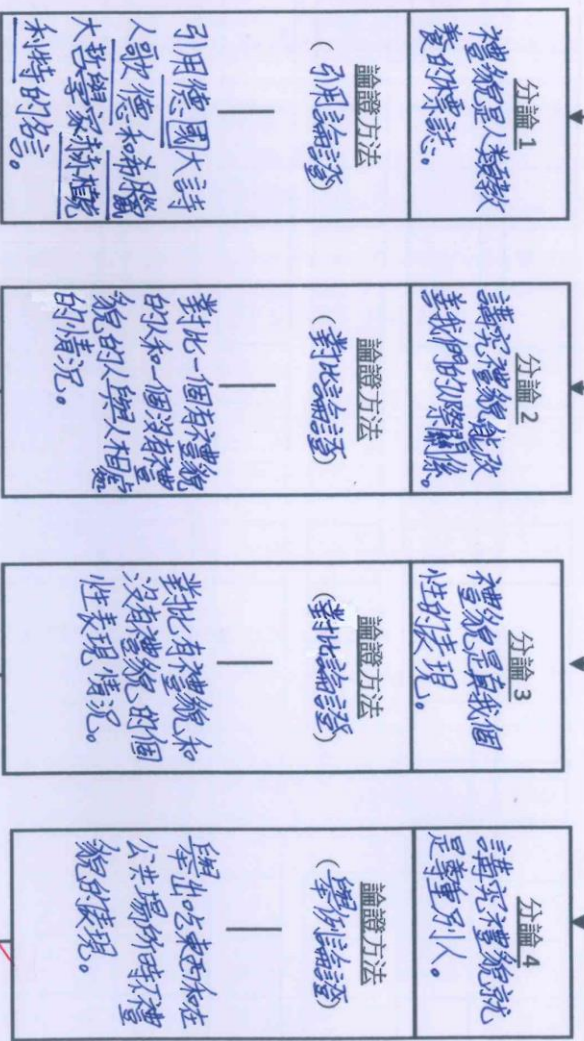 分論 1
禮貌是人類教
養的標誌。
論證方法
(引用論證)
引用德國大詩
人歌德和希臘
大哲學家赫拉克
利特的名言。
分論 2
講究禮貌能改
善我們的人際關係。
論證方法
(對比論證)
對比一個有禮貌
的人和一個沒有禮
貌的人與人相處
的情況。
分論 3
禮貌是真我個
性的表現。
論證方法
(對比論證)
對比有禮貌和
沒有禮貌的個
性表現情況。
分論 4
講究禮貌就
是尊重別人。
論證方法
(舉例論證)
舉出吃東西和在
公共場所時不禮
貌的表現。